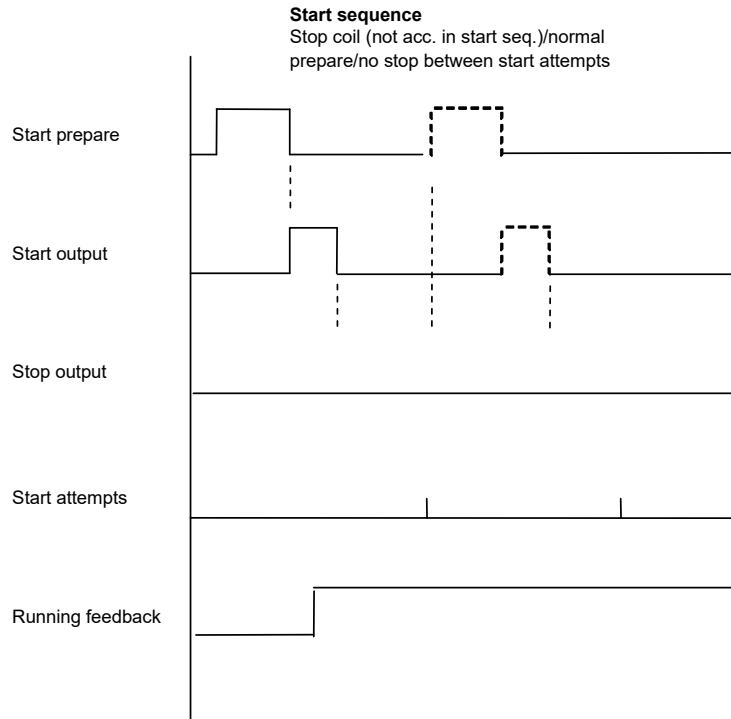 Start sequence
Stop coil (not acc. in start seq.)/normal
prepare/no stop between start attempts
Start prepare
Start output
Stop output
Start attempts
Running feedback